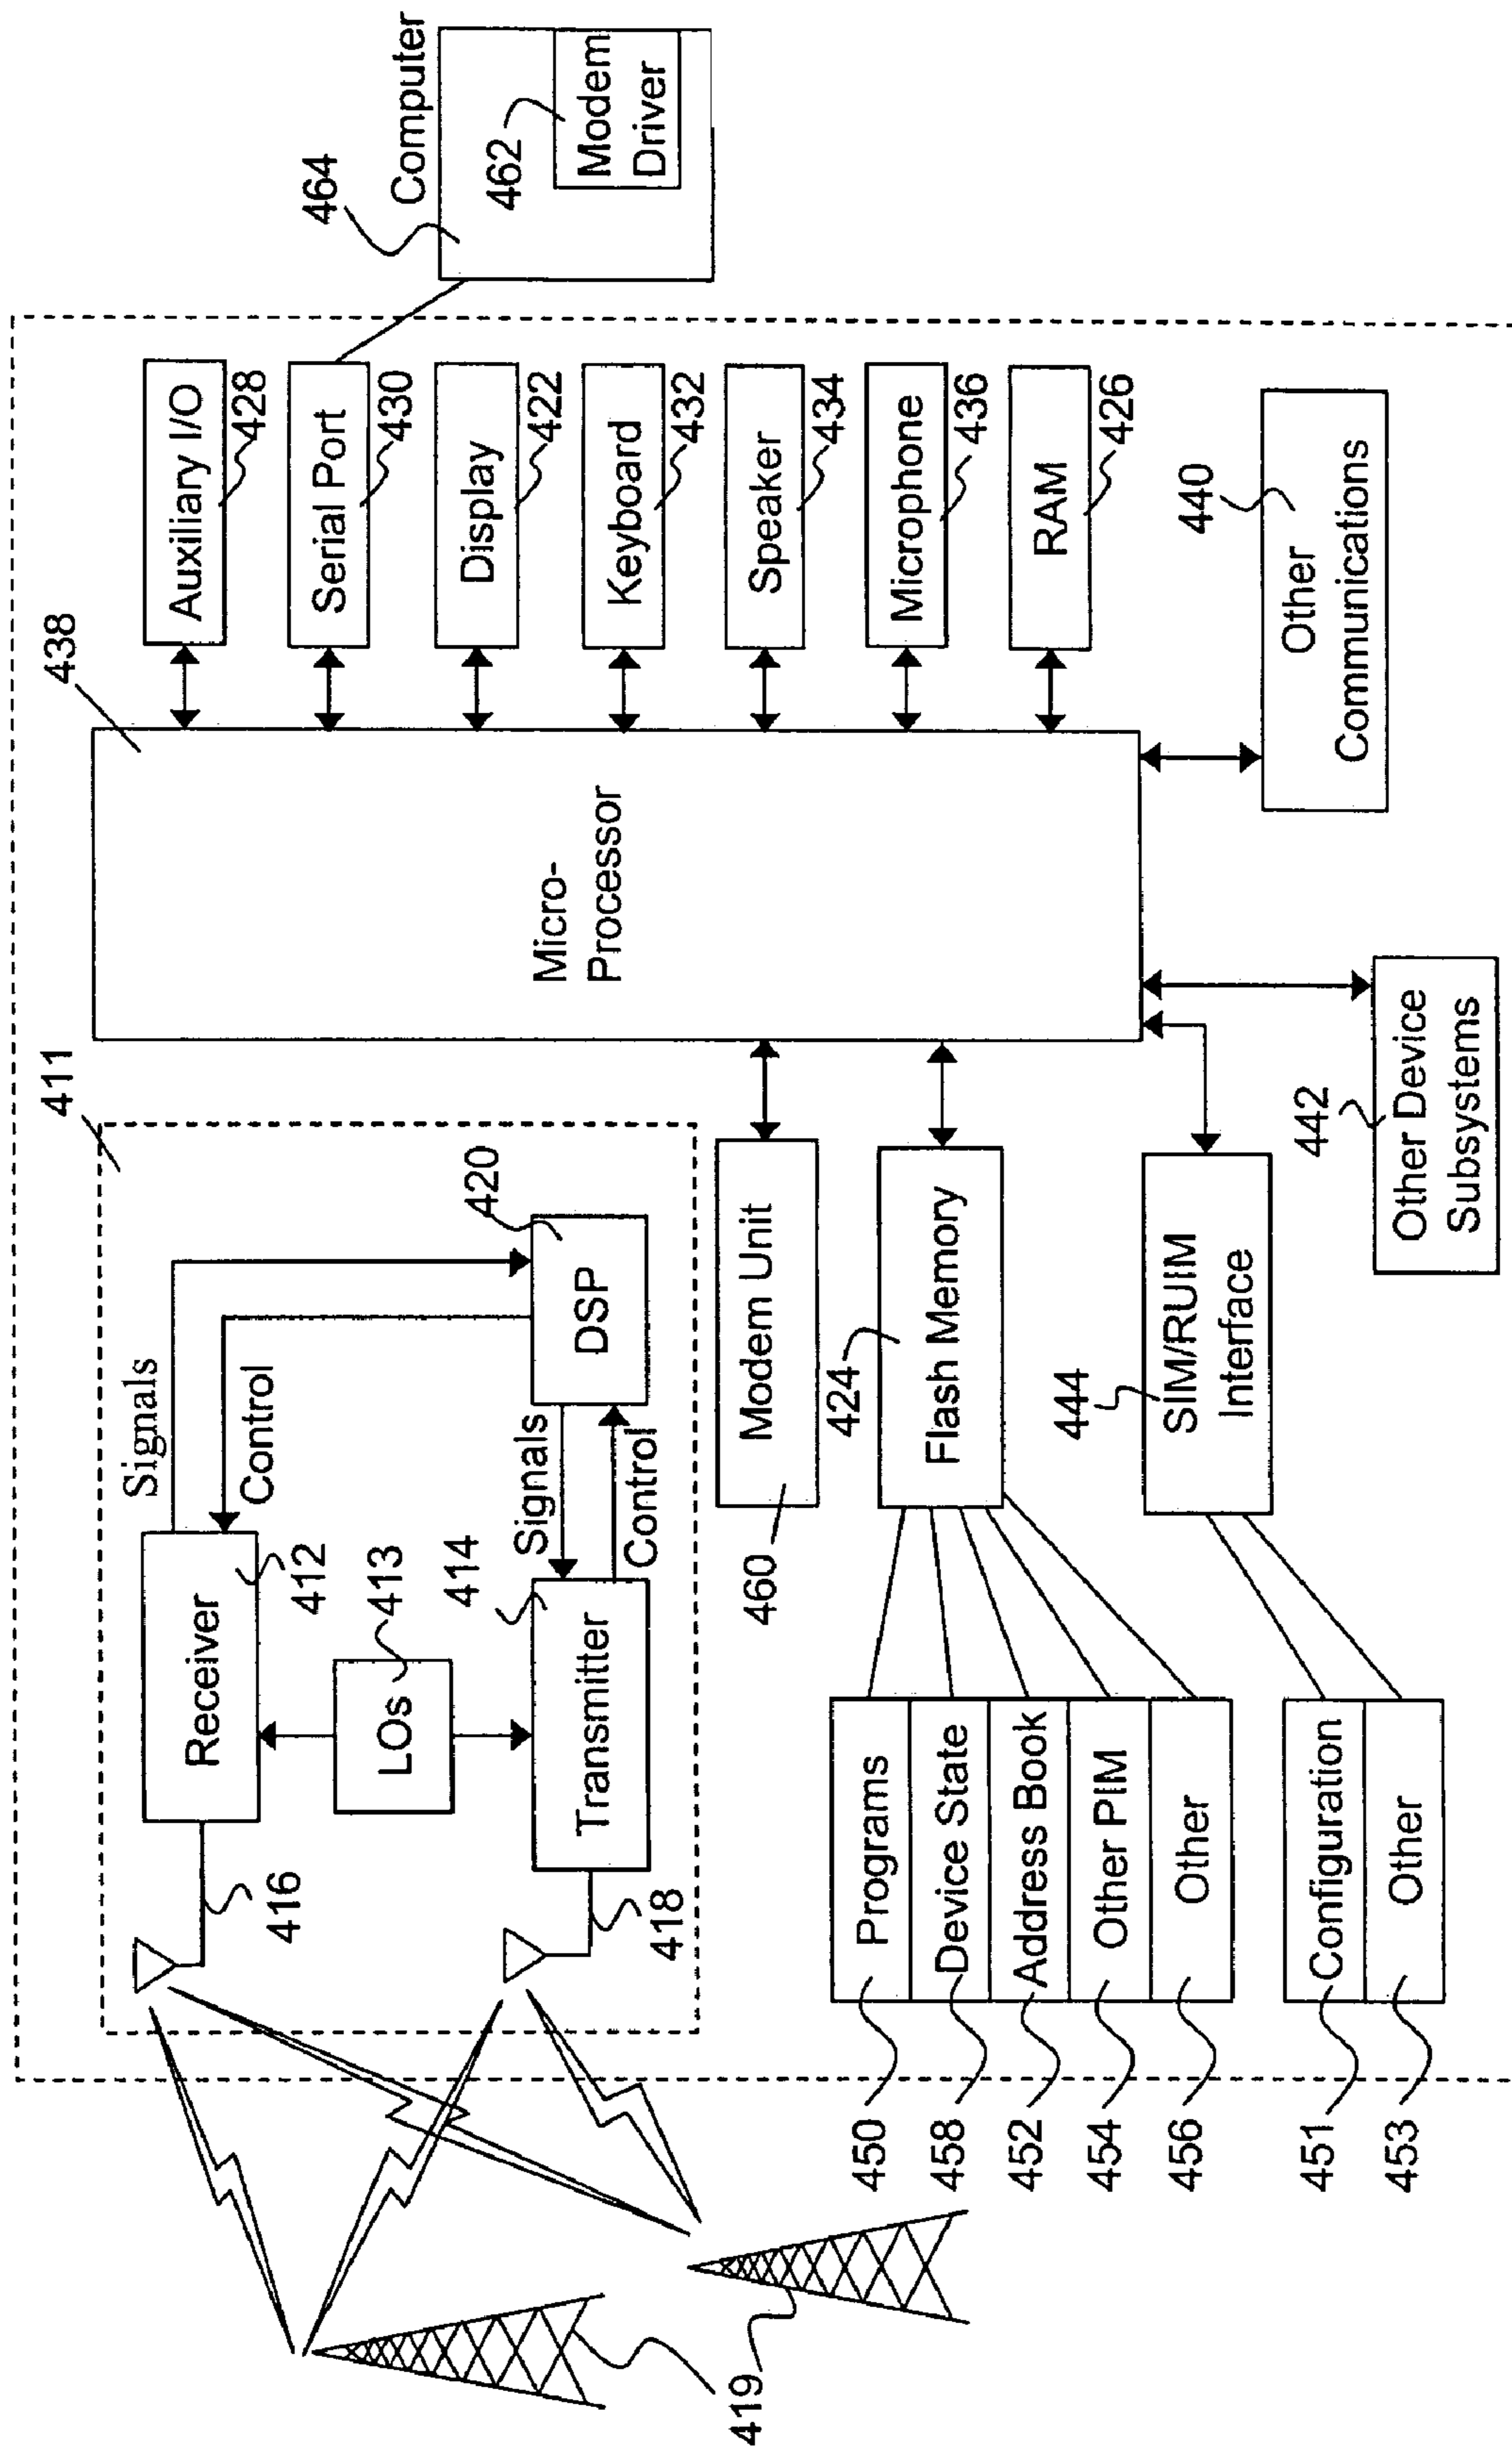 411
438
Signals
Control
Receiver
412
416
LOs
413
420
DSP
Signals
Control
414
Transmitter
418
419
Micro-
Processor
Auxiliary I/O
428
Serial Port
430
Display
422
Keyboard
432
Speaker
434
Microphone
436
RAM
426
464
Computer
462
Modem
Driver
Modem Unit
460
424
Flash Memory
450
Programs
458
Device State
452
Address Book
454
Other PIM
456
Other
444
SIM/RUIM
Interface
451
Configuration
453
Other
442
Other Device
Subsystems
440
Other
Communications